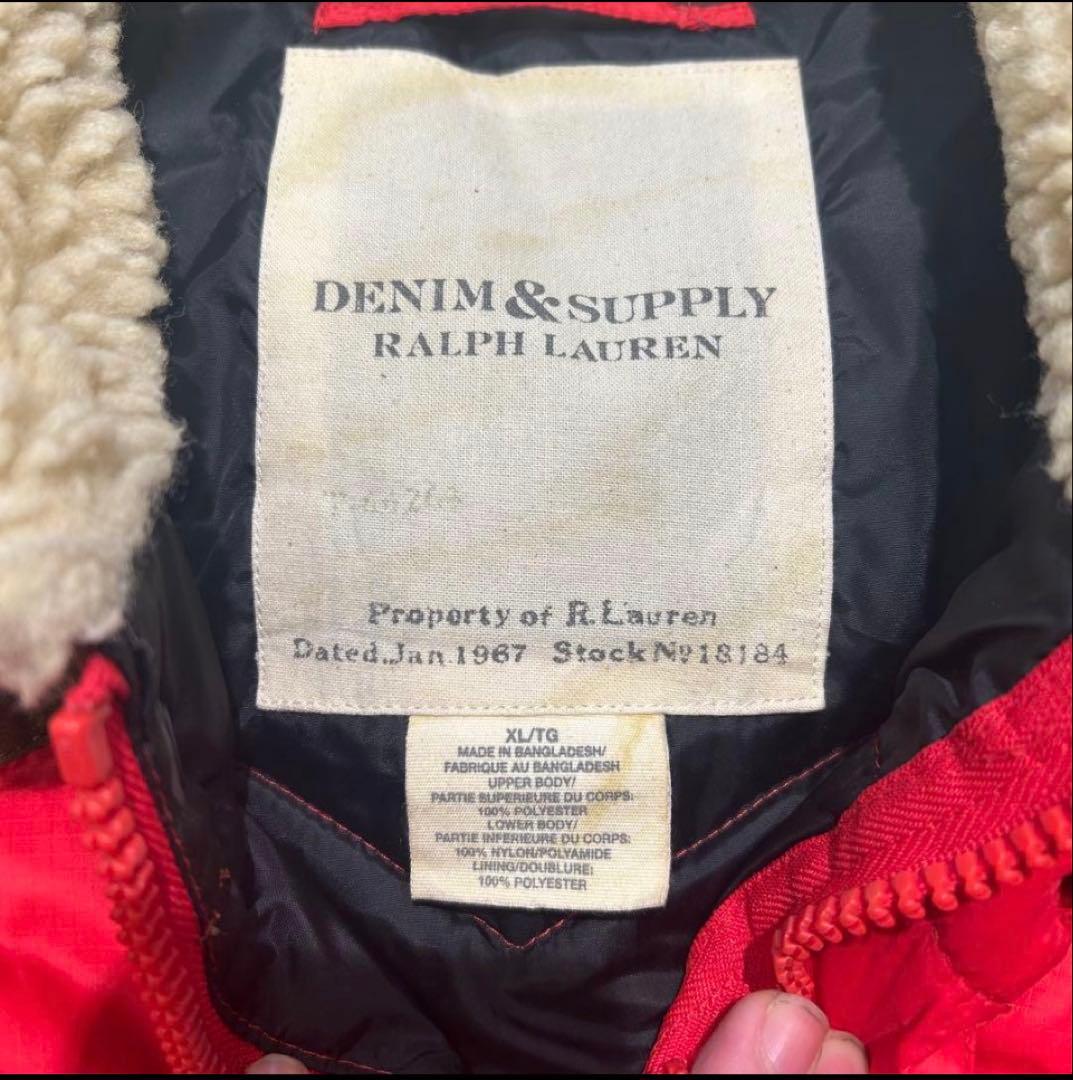 DENIM & SUPPLY
RALPH LAUREN
Property of R. Lauren
Dated. Jan. 1967 Stock No 18184
XL/TG
MADE IN BANGLADESH/
FABRIQUE AU BANGLADESH
UPPER BODY/
PARTIE SUPERIEURE DU CORPS:
100% POLYESTER
LOWER BODY/
PARTIE INFERIEURE DU CORPS:
100% NYLON/POLYAMIDE
LINING/DOUBLURE:
100% POLYESTER